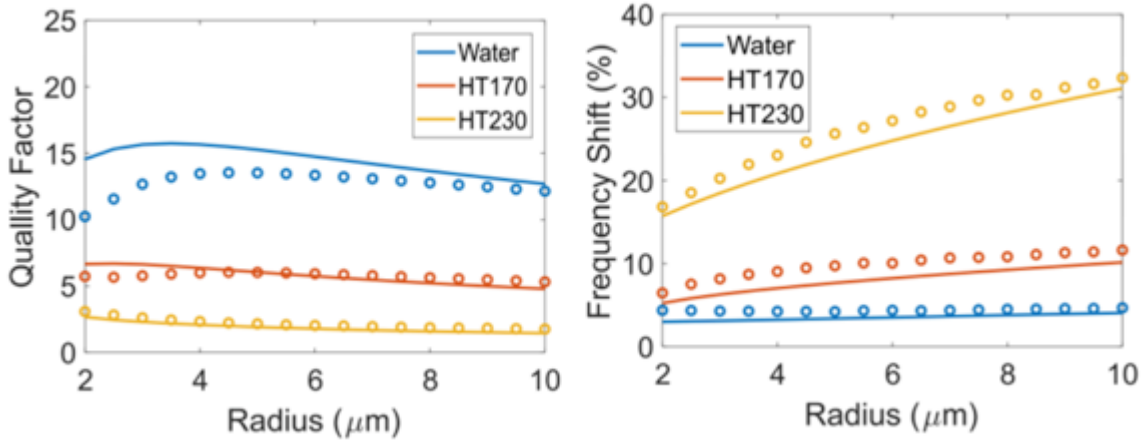 Quallity Factor
25
20
15
10
5
0
2
4
6
8
10
Radius (μm)
Water
HT170
HT230
Frequency Shift (%)
40
30
20
10
0
2
4
6
8
10
Radius (μm)
Water
HT170
HT230